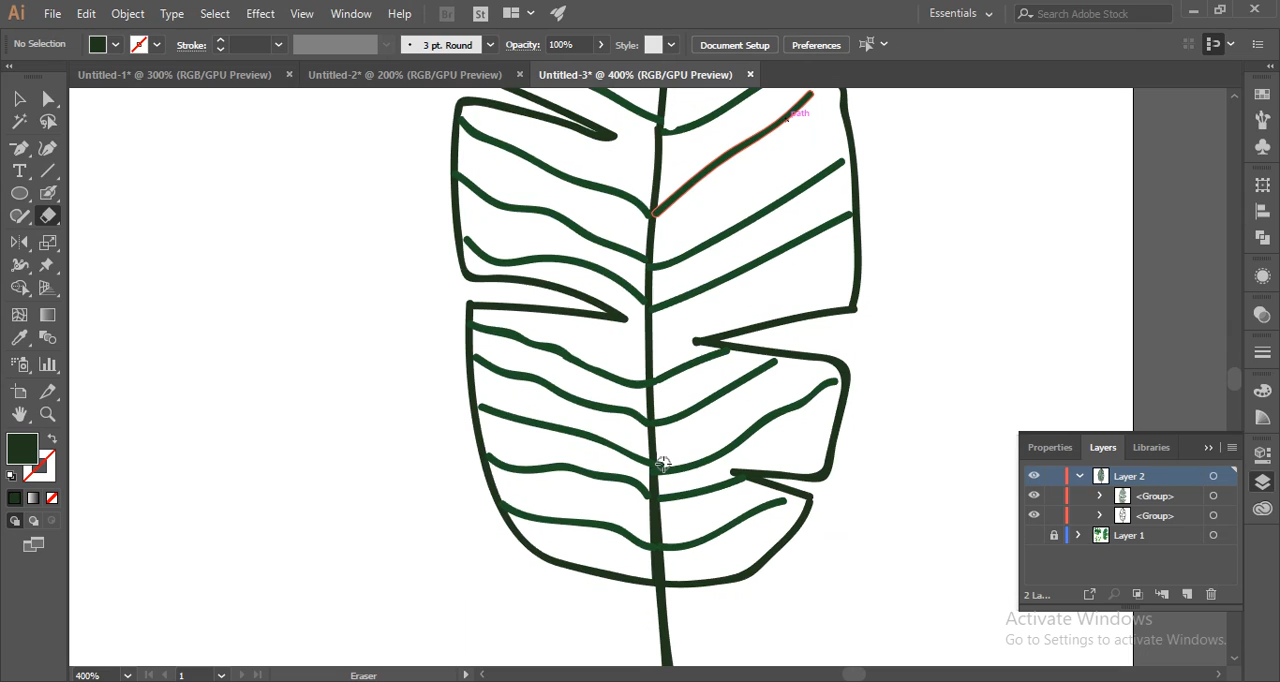 Ai File Edit Object Type Select Effect View Window Help Br St Essentials Search Adobe Stock
No Selection Stroke: 3 pt. Round Opacity: 100% Style: Document Setup Preferences
Untitled-1* @ 300% (RGB/GPU Preview) Untitled-2* @ 200% (RGB/GPU Preview) Untitled-3* @ 400% (RGB/GPU Preview)
path
Properties Layers Libraries
Layer 2
<Group>
<Group>
Layer 1
2 La...
Activate Windows
Go to Settings to activate Windows.
400% 1 Eraser